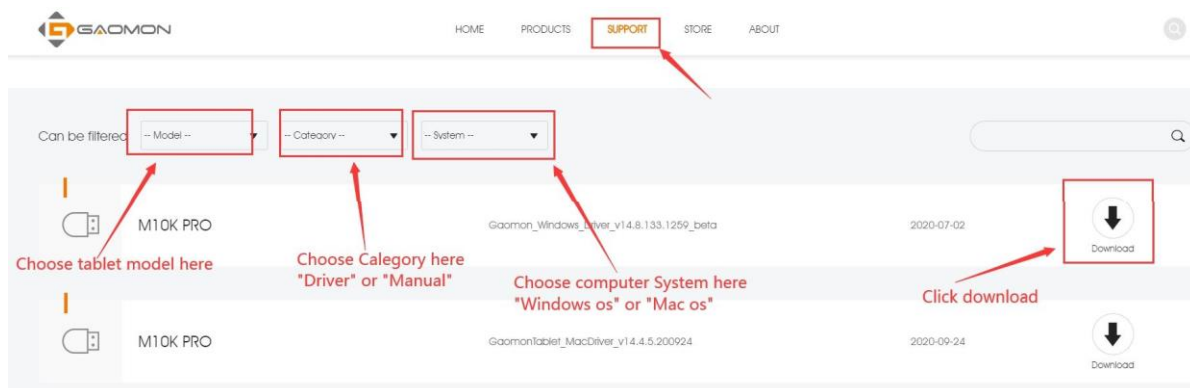 GAOMON
HOME PRODUCTS SUPPORT STORE ABOUT
Can be filtered -- Model -- -- Category -- -- System --
M10K PRO Gaomon_Windows_Driver_v14.8.133.1259_beta 2020-07-02 Download
Choose tablet model here
Choose Calegory here
"Driver" or "Manual"
Choose computer System here
"Windows os" or "Mac os"
Click download
M10K PRO GaomonTablet_MacDriver_v14.4.5.200924 2020-09-24 Download